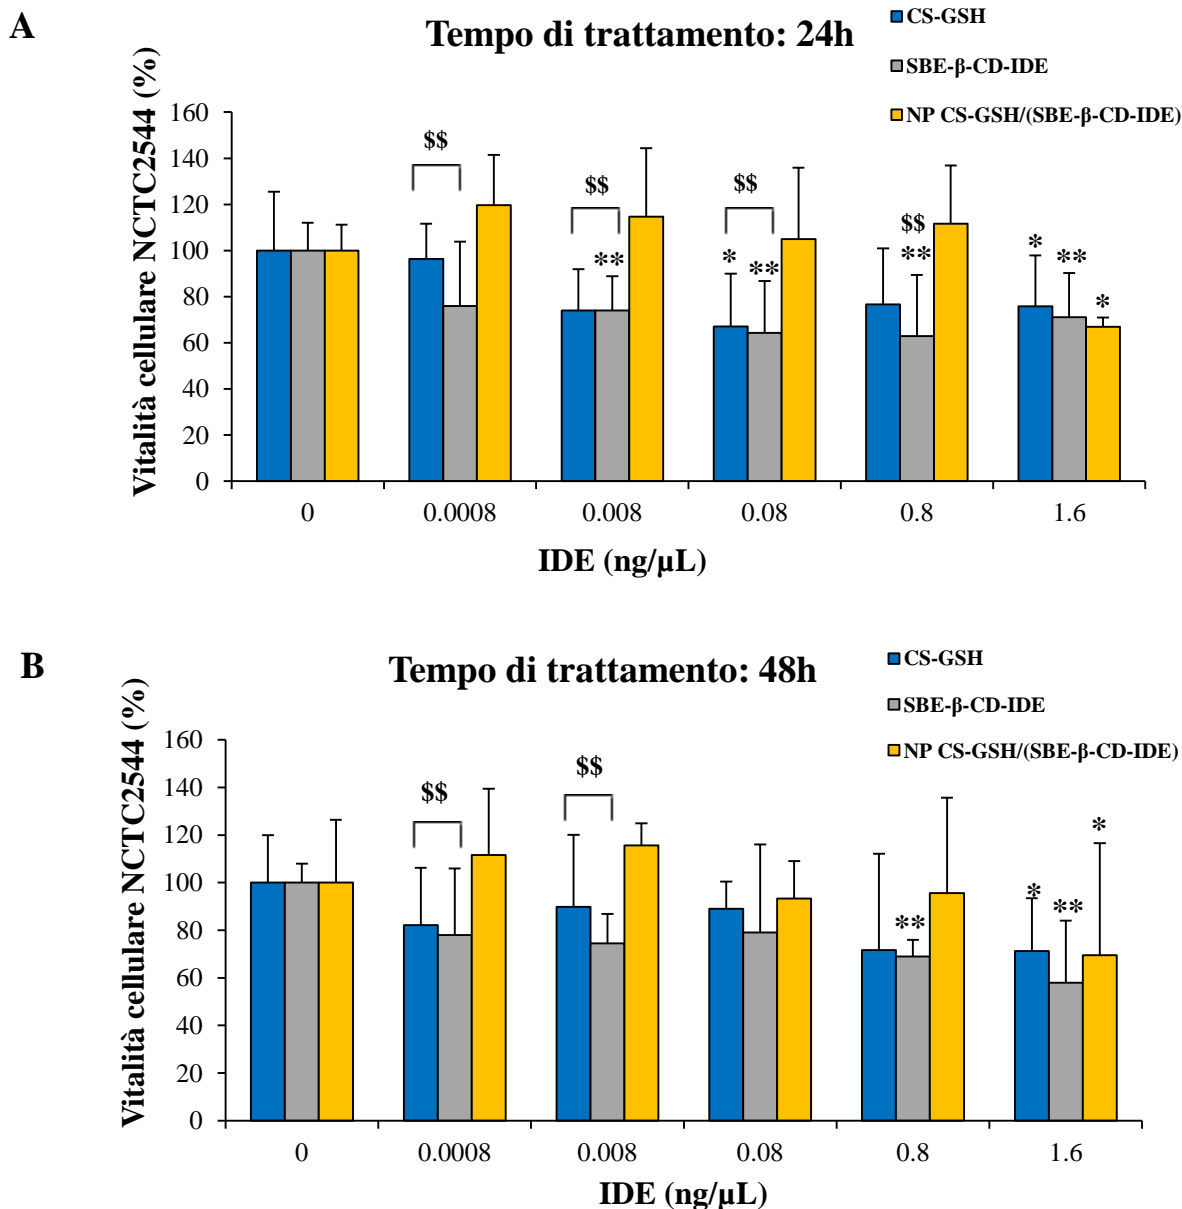 A
Tempo di trattamento: 24h
CS-GSH
SBE-β-CD-IDE
NP CS-GSH/(SBE-β-CD-IDE)
Vitalità cellulare NCTC2544 (%)
160
140
120
100
80
60
40
20
0
$$
$$
**
$$
*
**
$$
**
*
**
*
0 0.0008 0.008 0.08 0.8 1.6
IDE (ng/µL)
B
Tempo di trattamento: 48h
CS-GSH
SBE-β-CD-IDE
NP CS-GSH/(SBE-β-CD-IDE)
Vitalità cellulare NCTC2544 (%)
160
140
120
100
80
60
40
20
0
$$
$$
**
*
**
*
0 0.0008 0.008 0.08 0.8 1.6
IDE (ng/µL)